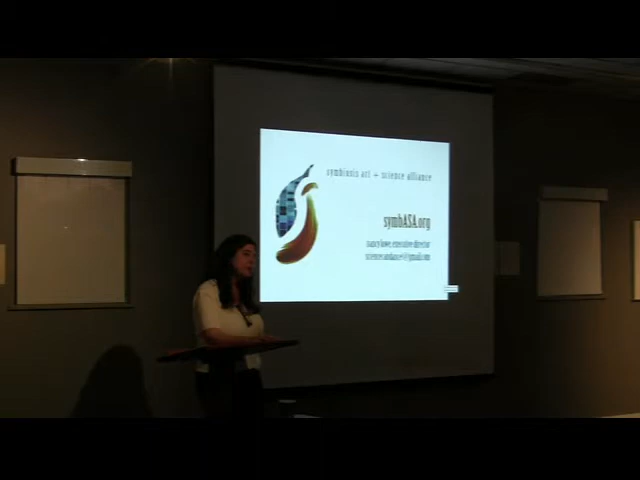 symbiosis art + science alliance
symbASA.org
nancy lowe, executive director